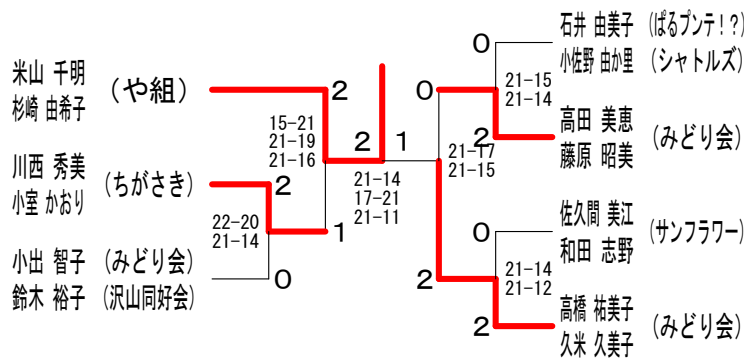 米山 千明
杉崎 由希子
(や組)
川西 秀美
小室 かおり
(ちがさき)
小出 智子 (みどり会)
鈴木 裕子 (沢山同好会)
2
15-21
21-19
21-16
2
22-20
21-14
0
1
2
1
21-14
17-21
21-11
0
21-17
21-15
2
0
21-15
21-14
2
0
21-14
21-12
2
石井 由美子 (ぱるプンテ!?)
小佐野 由か里 (シャトルズ)
高田 美恵
藤原 昭美
(みどり会)
佐久間 美江
和田 志野
(サンフラワー)
高橋 祐美子
久米 久美子
(みどり会)